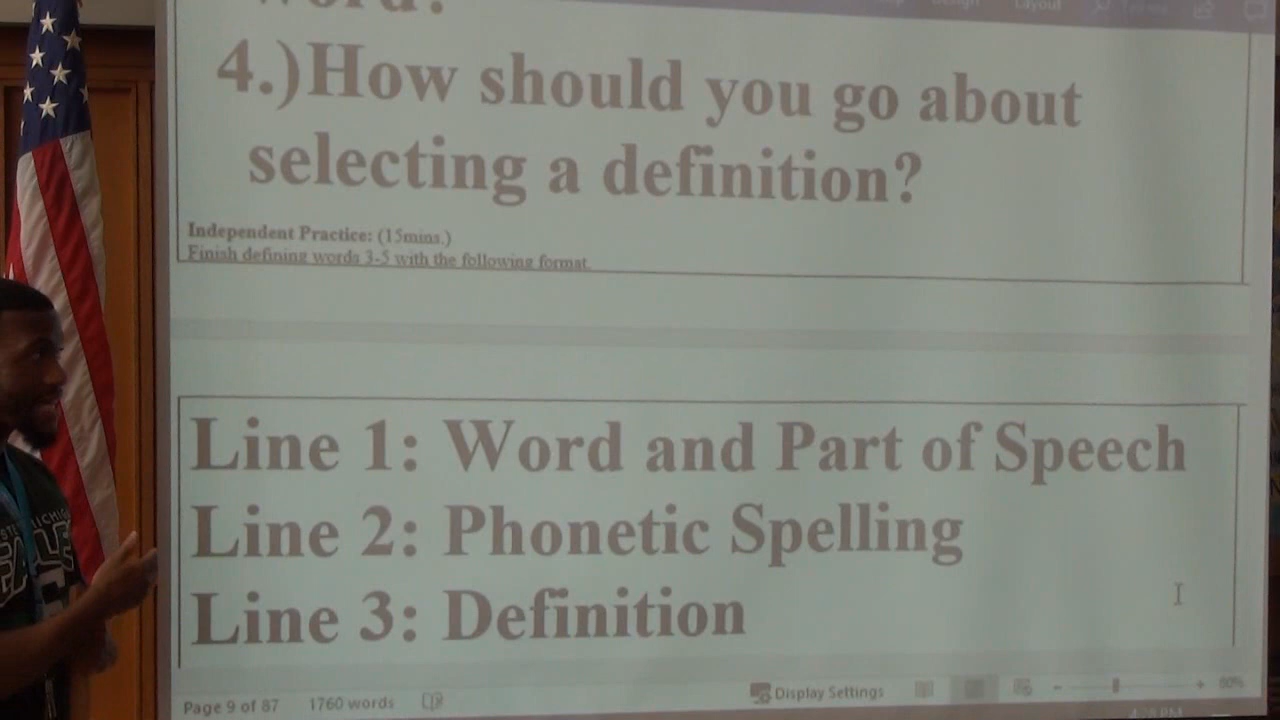 word?
Layout
4.)How should you go about
selecting a definition?
Independent Practice: (15mins.)
Finish defining words 3-5 with the following format.
Line 1: Word and Part of Speech
Line 2: Phonetic Spelling
Line 3: Definition
Page 9 of 87 1760 words Display Settings